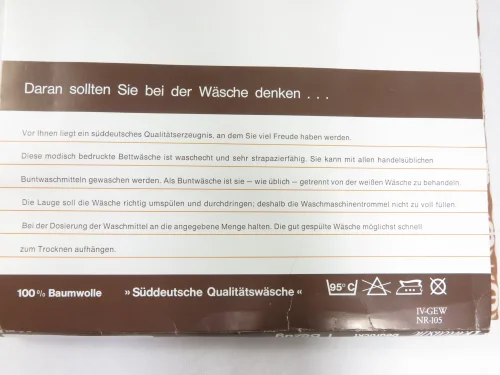 Daran sollten Sie bei der Wäsche denken . . .
Vor Ihnen liegt ein süddeutsches Qualitätserzeugnis, an dem Sie viel Freude haben werden.
Diese modisch bedruckte Bettwäsche ist waschecht und sehr strapazierfähig. Sie kann mit allen handelsüblichen
Buntwaschmitteln gewaschen werden. Als Buntwäsche ist sie – wie üblich – getrennt von der weißen Wäsche zu behandeln.
Die Lauge soll die Wäsche richtig umspülen und durchdringen; deshalb die Waschmaschinentrommel nicht zu voll füllen.
Bei der Dosierung der Waschmittel an die angegebene Menge halten. Die gut gespülte Wäsche möglichst schnell
zum Trocknen aufhängen.
100% Baumwolle »Süddeutsche Qualitätswäsche« 95°C
IV-GEW
NR-105